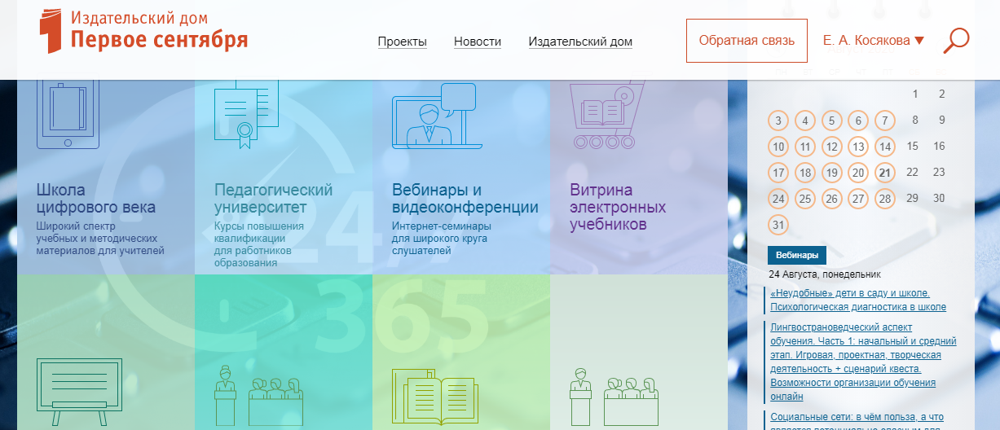 Издательский дом
Первое сентября
Проекты
Новости
Издательский дом
Обратная связь
Е. А. Косякова
Школа
цифрового века
Широкий спектр
учебных и методических
материалов для учителей
Педагогический
университет
Курсы повышения
квалификации
для работников
образования
Вебинары и
видеоконференции
Интернет-семинары
для широкого круга
слушателей
Витрина
электронных
учебников
24/7
365
1 2
3 4 5 6 7 8 9
10 11 12 13 14 15 16
17 18 19 20 21 22 23
24 25 26 27 28 29 30
31
Вебинары
24 Августа, понедельник
«Неудобные» дети в саду и школе.
Психологическая диагностика в школе
Лингвострановедческий аспект
обучения. Часть 1: начальный и средний
этап. Игровая, проектная, творческая
деятельность + сценарий квеста.
Возможности организации обучения
онлайн
Социальные сети: в чём польза, а что